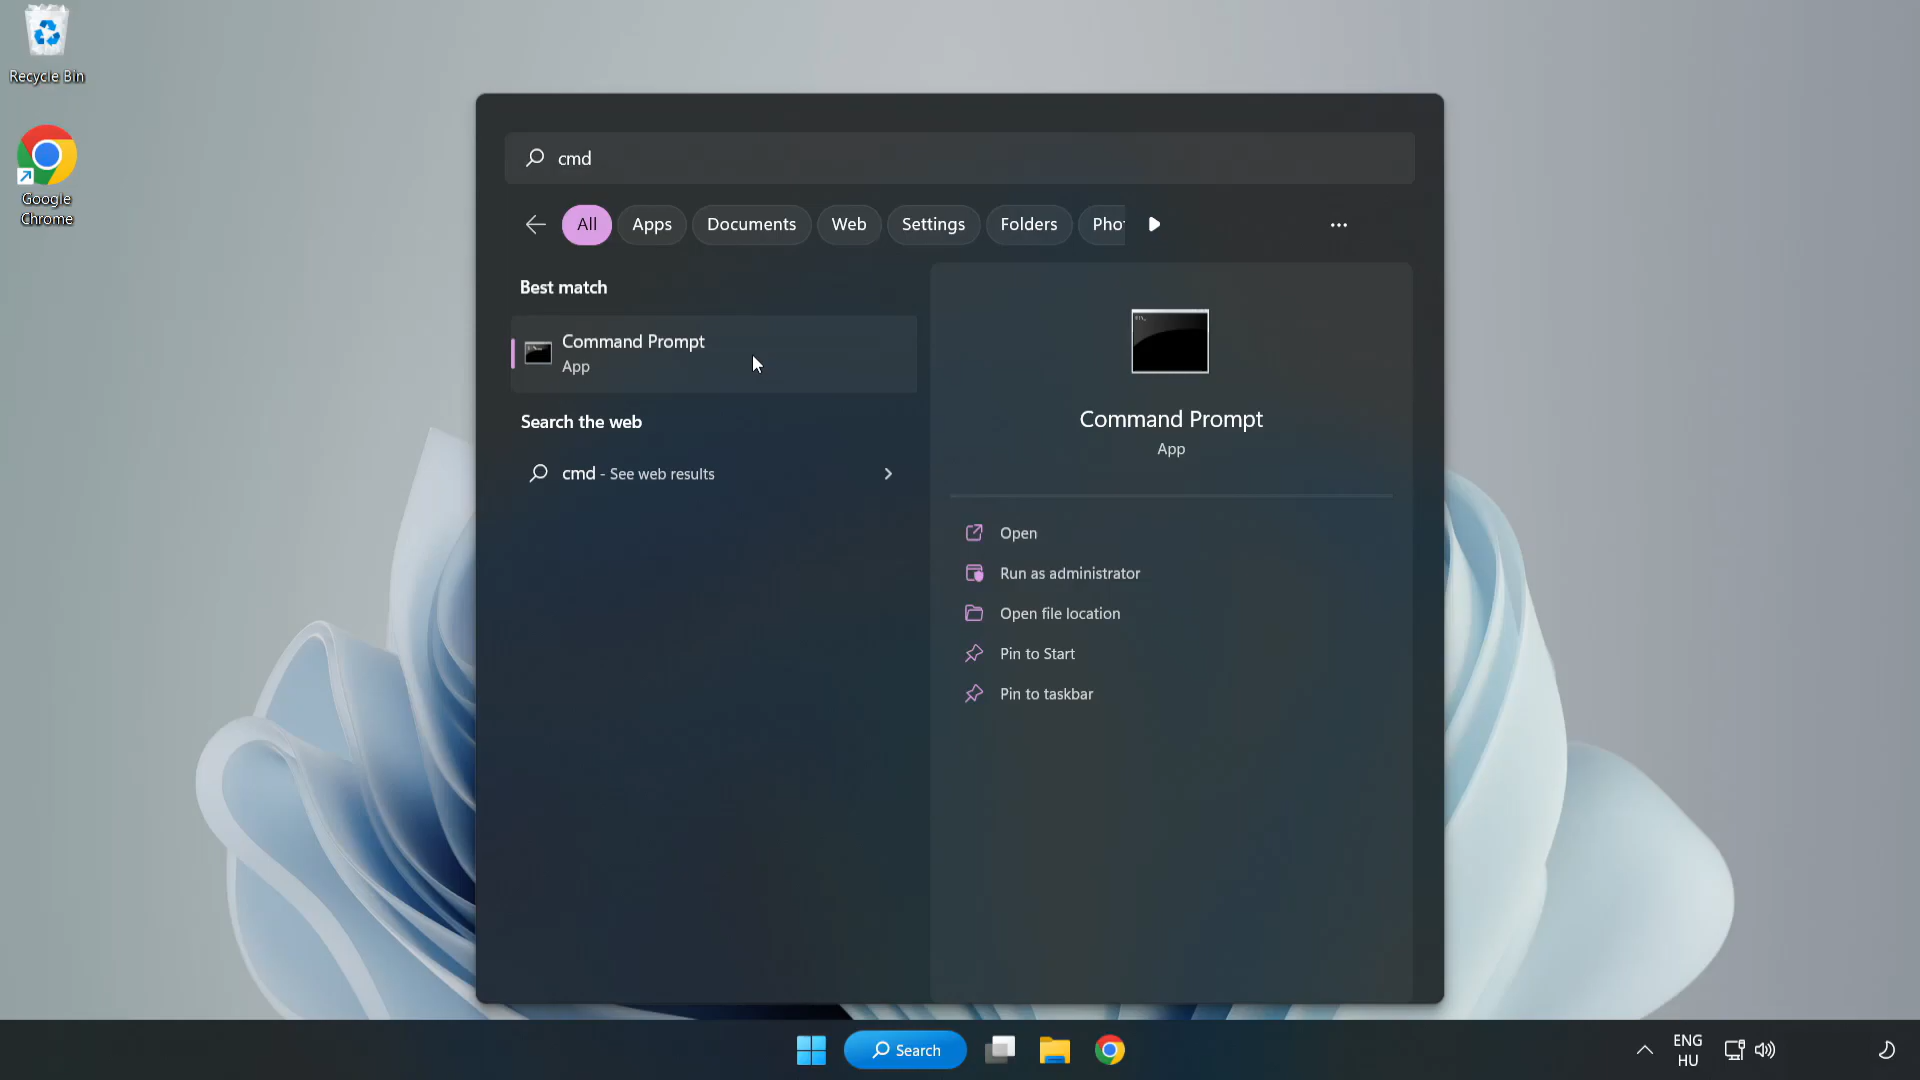 Recycle Bin
Google
Chrome
cmd
All
Apps
Documents
Web
Settings
Folders
Pho
Best match
Command Prompt
App
Search the web
cmd - See web results
Command Prompt
App
Open
Run as administrator
Open file location
Pin to Start
Pin to taskbar
Search
ENG
HU